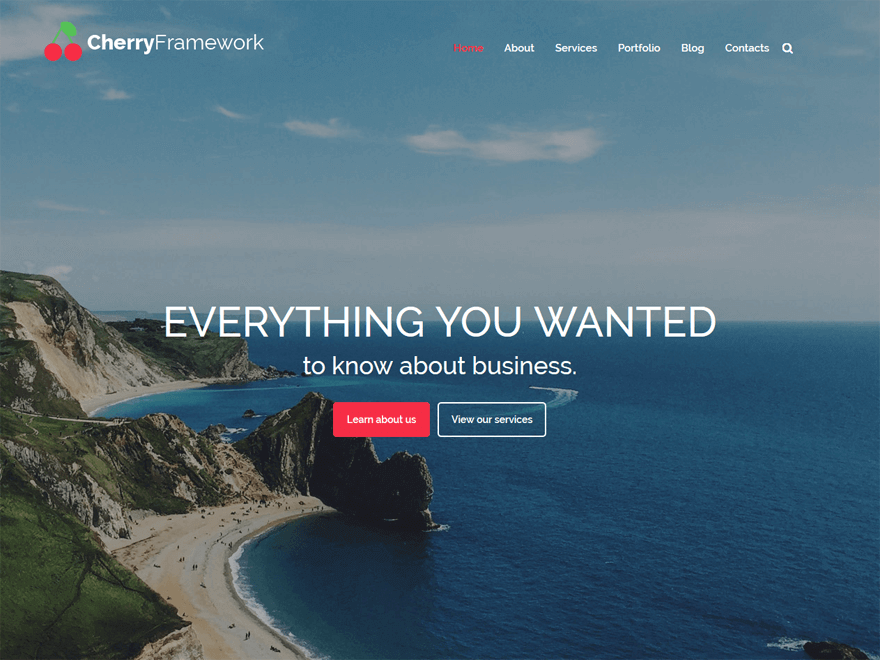 CherryFramework
Home About Services Portfolio Blog Contacts
EVERYTHING YOU WANTED
to know about business.
Learn about us View our services